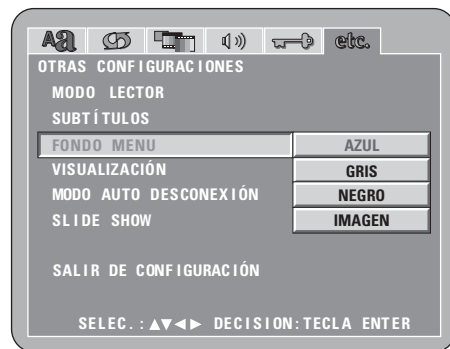 Aa etc.
OTRAS CONFIGURACIONES
MODO LECTOR
SUBTÍTULOS
FONDO MENU AZUL
VISUALIZACIÓN GRIS
MODO AUTO DESCONEXIÓN NEGRO
SLIDE SHOW IMAGEN
SALIR DE CONFIGURACIÓN
SELEC.:▲▼◀▶ DECISION:TECLA ENTER